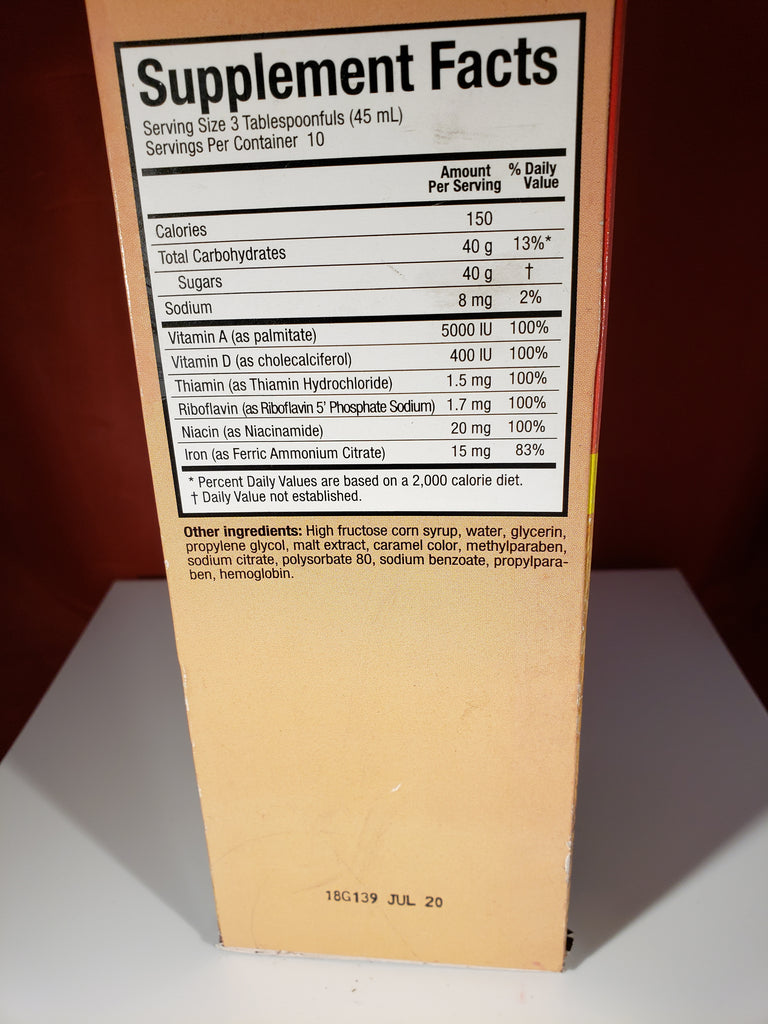 Supplement Facts
Serving Size 3 Tablespoonfuls (45 mL)
Servings Per Container 10
Amount Per Serving % Daily Value
Calories 150
Total Carbohydrates 40 g 13%*
Sugars 40 g †
Sodium 8 mg 2%
Vitamin A (as palmitate) 5000 IU 100%
Vitamin D (as cholecalciferol) 400 IU 100%
Thiamin (as Thiamin Hydrochloride) 1.5 mg 100%
Riboflavin (as Riboflavin 5' Phosphate Sodium) 1.7 mg 100%
Niacin (as Niacinamide) 20 mg 100%
Iron (as Ferric Ammonium Citrate) 15 mg 83%
* Percent Daily Values are based on a 2,000 calorie diet.
† Daily Value not established.
Other ingredients: High fructose corn syrup, water, glycerin,
propylene glycol, malt extract, caramel color, methylparaben,
sodium citrate, polysorbate 80, sodium benzoate, propylpara-
ben, hemoglobin.
18G139 JUL 20